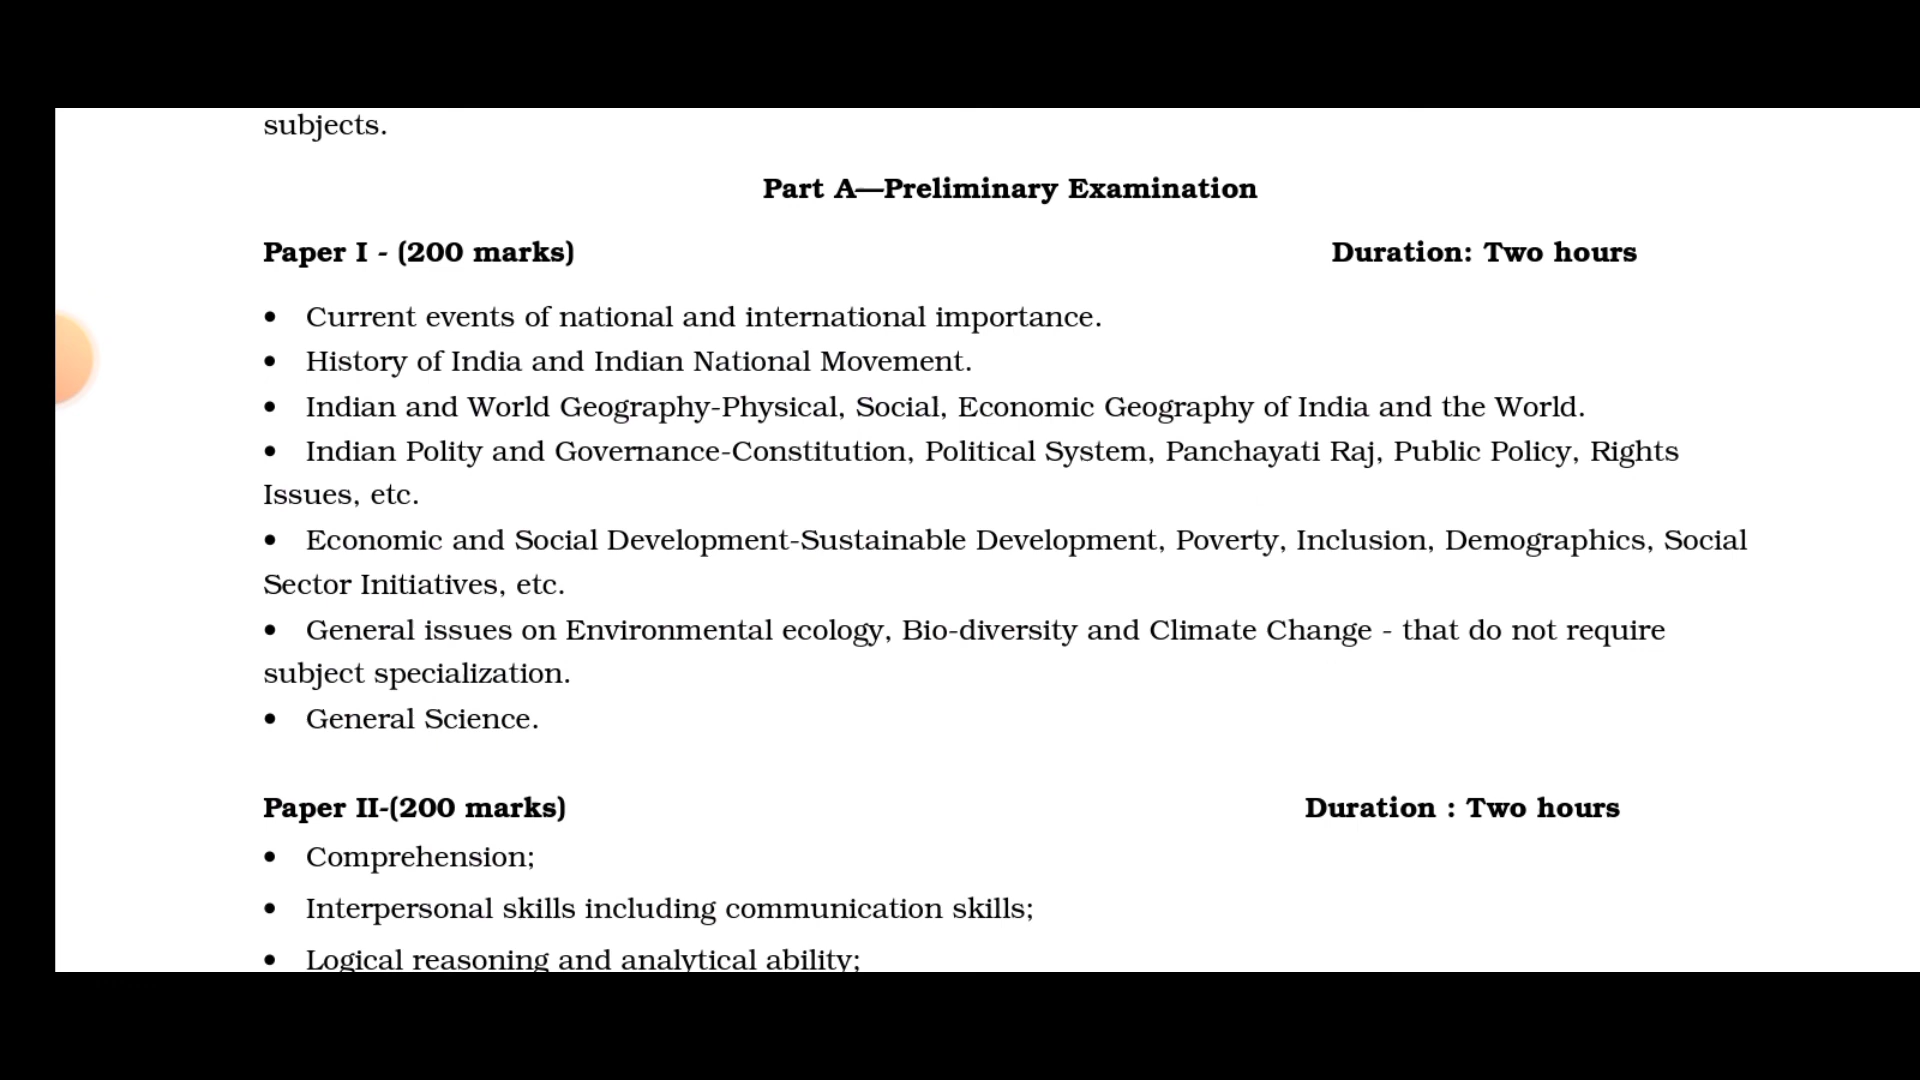 subjects.
Part A—Preliminary Examination
Paper I - (200 marks) Duration: Two hours
• Current events of national and international importance.
• History of India and Indian National Movement.
• Indian and World Geography-Physical, Social, Economic Geography of India and the World.
• Indian Polity and Governance-Constitution, Political System, Panchayati Raj, Public Policy, Rights
Issues, etc.
• Economic and Social Development-Sustainable Development, Poverty, Inclusion, Demographics, Social
Sector Initiatives, etc.
• General issues on Environmental ecology, Bio-diversity and Climate Change - that do not require
subject specialization.
• General Science.
Paper II-(200 marks) Duration : Two hours
• Comprehension;
• Interpersonal skills including communication skills;
• Logical reasoning and analytical ability;